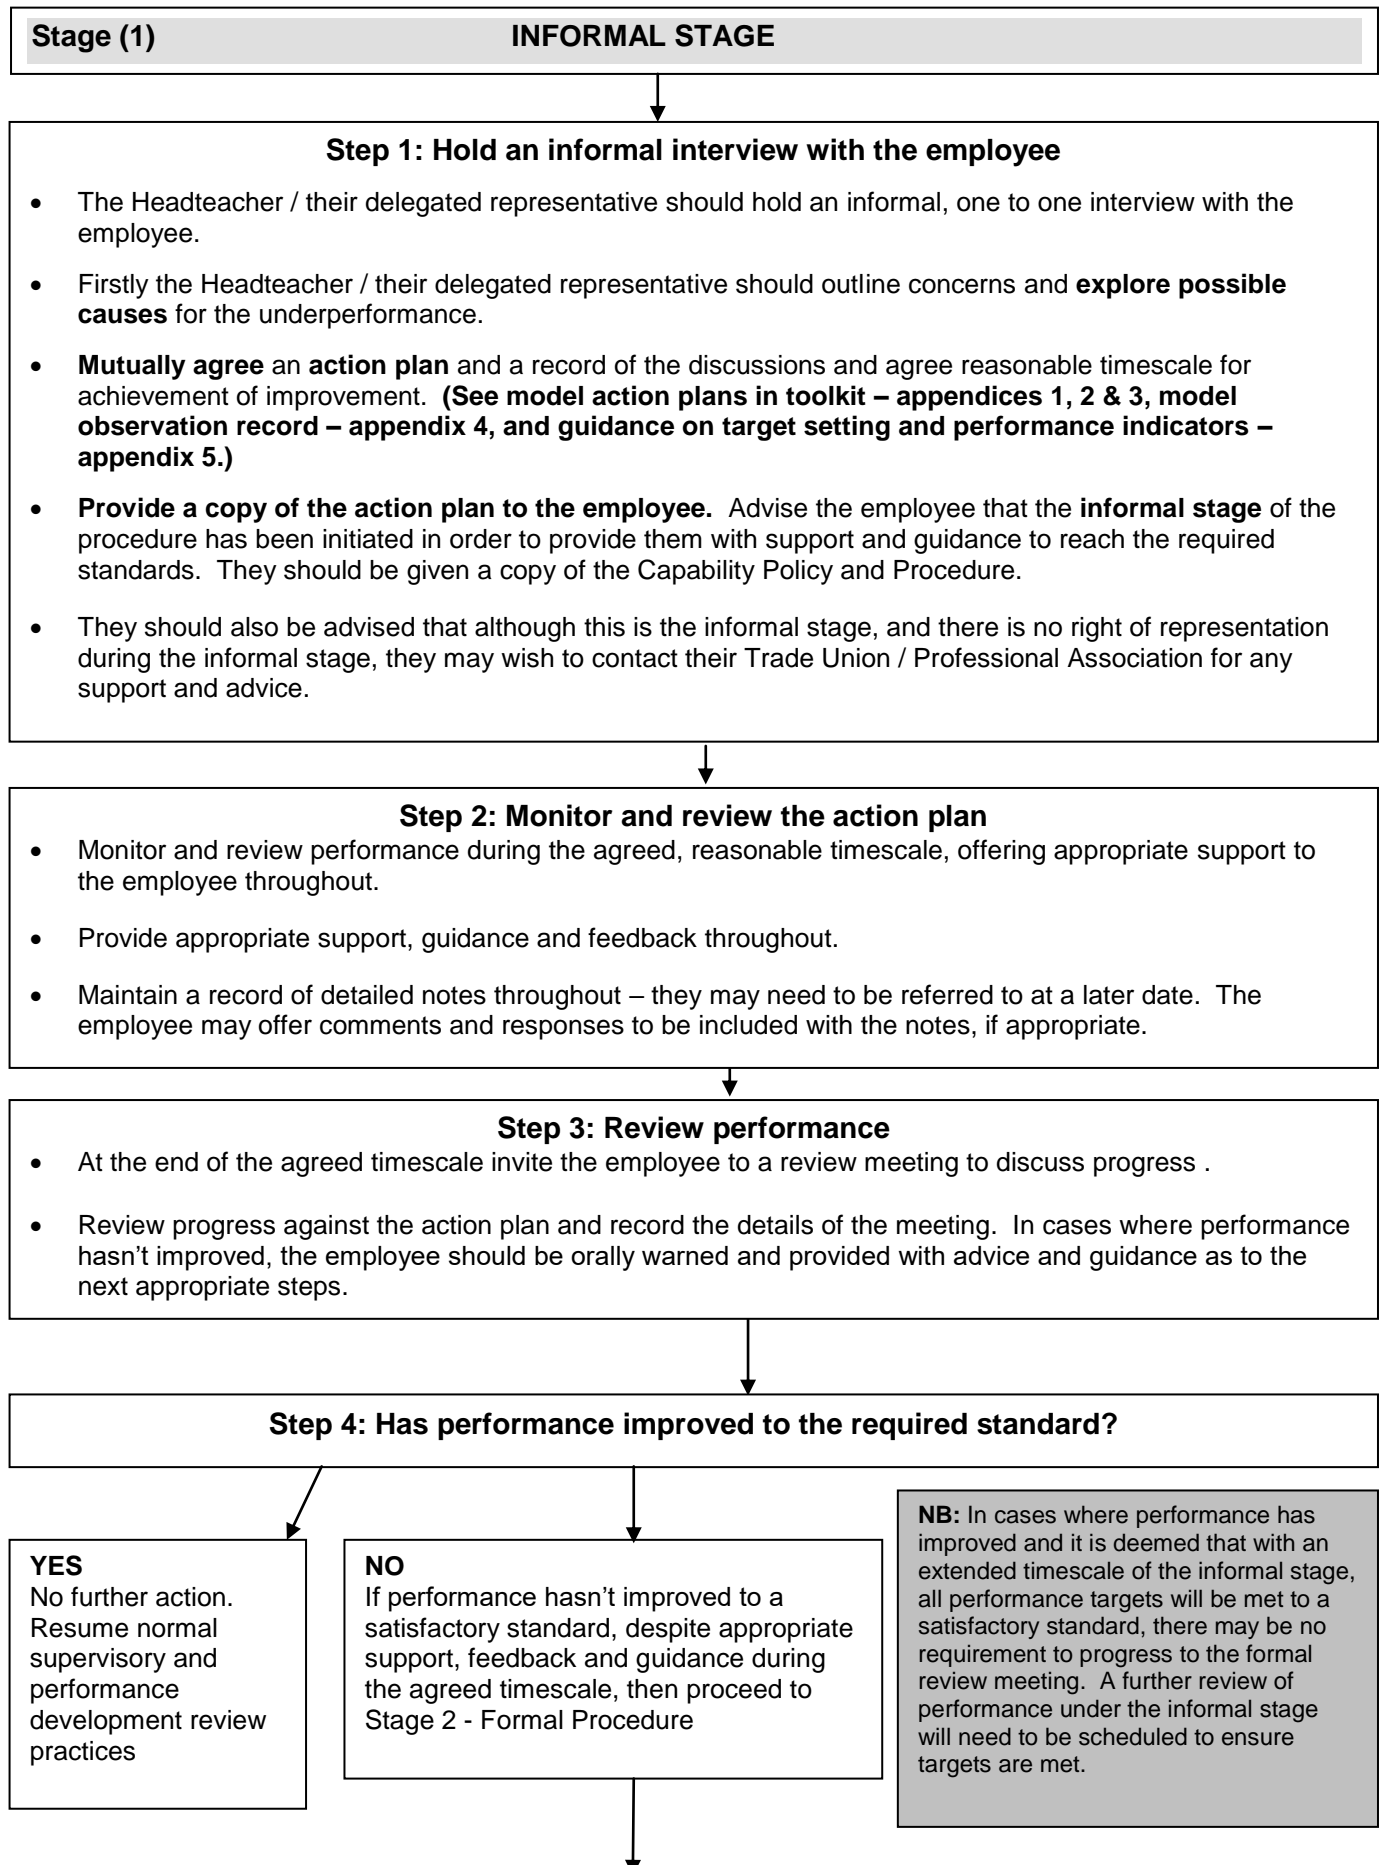 Stage (1) INFORMAL STAGE
Step 1: Hold an informal interview with the employee
• The Headteacher / their delegated representative should hold an informal, one to one interview with the
employee.
• Firstly the Headteacher / their delegated representative should outline concerns and explore possible
causes for the underperformance.
• Mutually agree an action plan and a record of the discussions and agree reasonable timescale for
achievement of improvement. (See model action plans in toolkit – appendices 1, 2 & 3, model
observation record – appendix 4, and guidance on target setting and performance indicators –
appendix 5.)
• Provide a copy of the action plan to the employee. Advise the employee that the informal stage of the
procedure has been initiated in order to provide them with support and guidance to reach the required
standards. They should be given a copy of the Capability Policy and Procedure.
• They should also be advised that although this is the informal stage, and there is no right of representation
during the informal stage, they may wish to contact their Trade Union / Professional Association for any
support and advice.
Step 2: Monitor and review the action plan
• Monitor and review performance during the agreed, reasonable timescale, offering appropriate support to
the employee throughout.
• Provide appropriate support, guidance and feedback throughout.
• Maintain a record of detailed notes throughout – they may need to be referred to at a later date. The
employee may offer comments and responses to be included with the notes, if appropriate.
Step 3: Review performance
• At the end of the agreed timescale invite the employee to a review meeting to discuss progress .
• Review progress against the action plan and record the details of the meeting. In cases where performance
hasn't improved, the employee should be orally warned and provided with advice and guidance as to the
next appropriate steps.
Step 4: Has performance improved to the required standard?
YES
No further action.
Resume normal
supervisory and
performance
development review
practices
NO
If performance hasn't improved to a
satisfactory standard, despite appropriate
support, feedback and guidance during
the agreed timescale, then proceed to
Stage 2 - Formal Procedure
NB: In cases where performance has
improved and it is deemed that with an
extended timescale of the informal stage,
all performance targets will be met to a
satisfactory standard, there may be no
requirement to progress to the formal
review meeting. A further review of
performance under the informal stage
will need to be scheduled to ensure
targets are met.